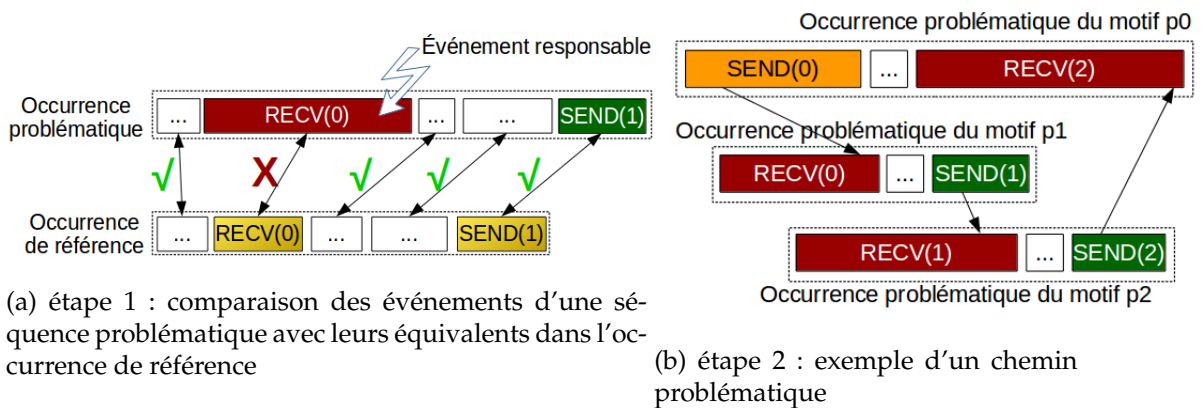 Événement responsable
Occurrence
problématique
... RECV(0) ... ... SEND(1)
√ X √ √ √
Occurrence
de référence
... RECV(0) ... ... SEND(1)
(a) étape 1 : comparaison des événements d'une sé-
quence problématique avec leurs équivalents dans l'oc-
currence de référence
Occurrence problématique du motif p0
SEND(0) ... RECV(2)
Occurrence problématique du motif p1
RECV(0) ... SEND(1)
RECV(1) ... SEND(2)
Occurrence problématique du motif p2
(b) étape 2 : exemple d'un chemin
problématique